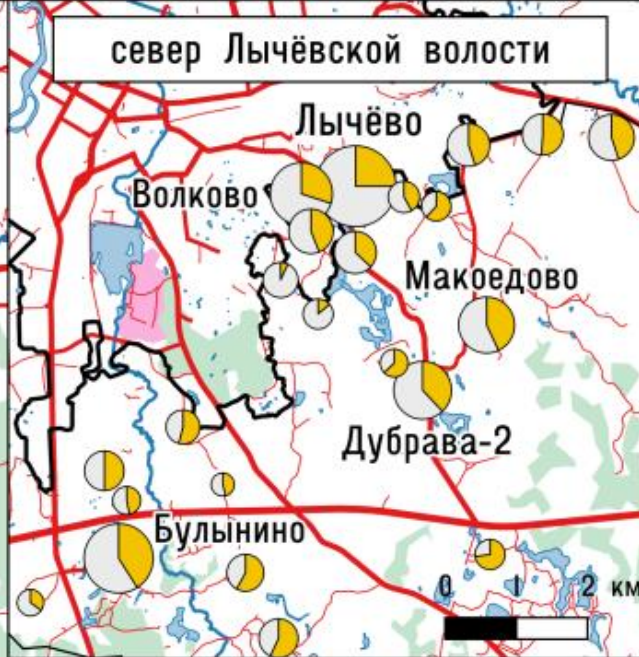 север Лычёвской волости
Лычёво
Волково
Макоедово
Дубрава-2
Булынино
0 1 2 км